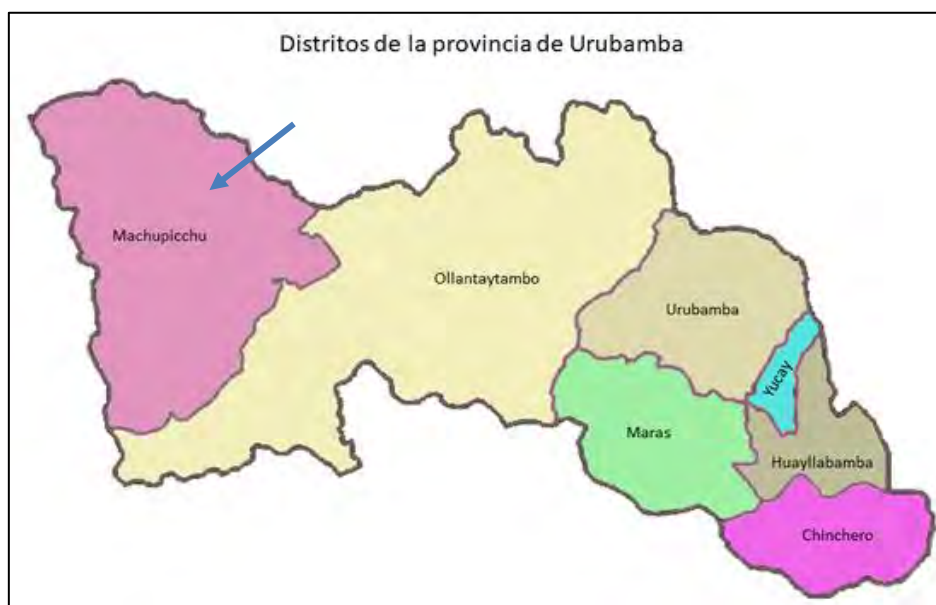 Distritos de la provincia de Urubamba
Machupicchu
Ollantaytambo
Urubamba
Yucay
Maras
Huayllabamba
Chinchero